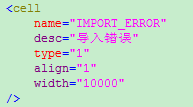 <cell
name="IMPORT_ERROR"
desc="导入错误"
type="1"
align="1"
width="10000"
/>